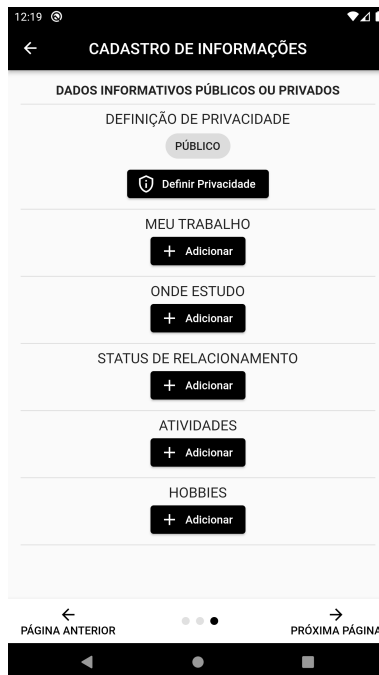 12:19
CADASTRO DE INFORMAÇÕES
DADOS INFORMATIVOS PÚBLICOS OU PRIVADOS
DEFINIÇÃO DE PRIVACIDADE
PÚBLICO
Definir Privacidade
MEU TRABALHO
Adicionar
ONDE ESTUDO
Adicionar
STATUS DE RELACIONAMENTO
Adicionar
ATIVIDADES
Adicionar
HOBBIES
Adicionar
PÁGINA ANTERIOR
PRÓXIMA PÁGINA